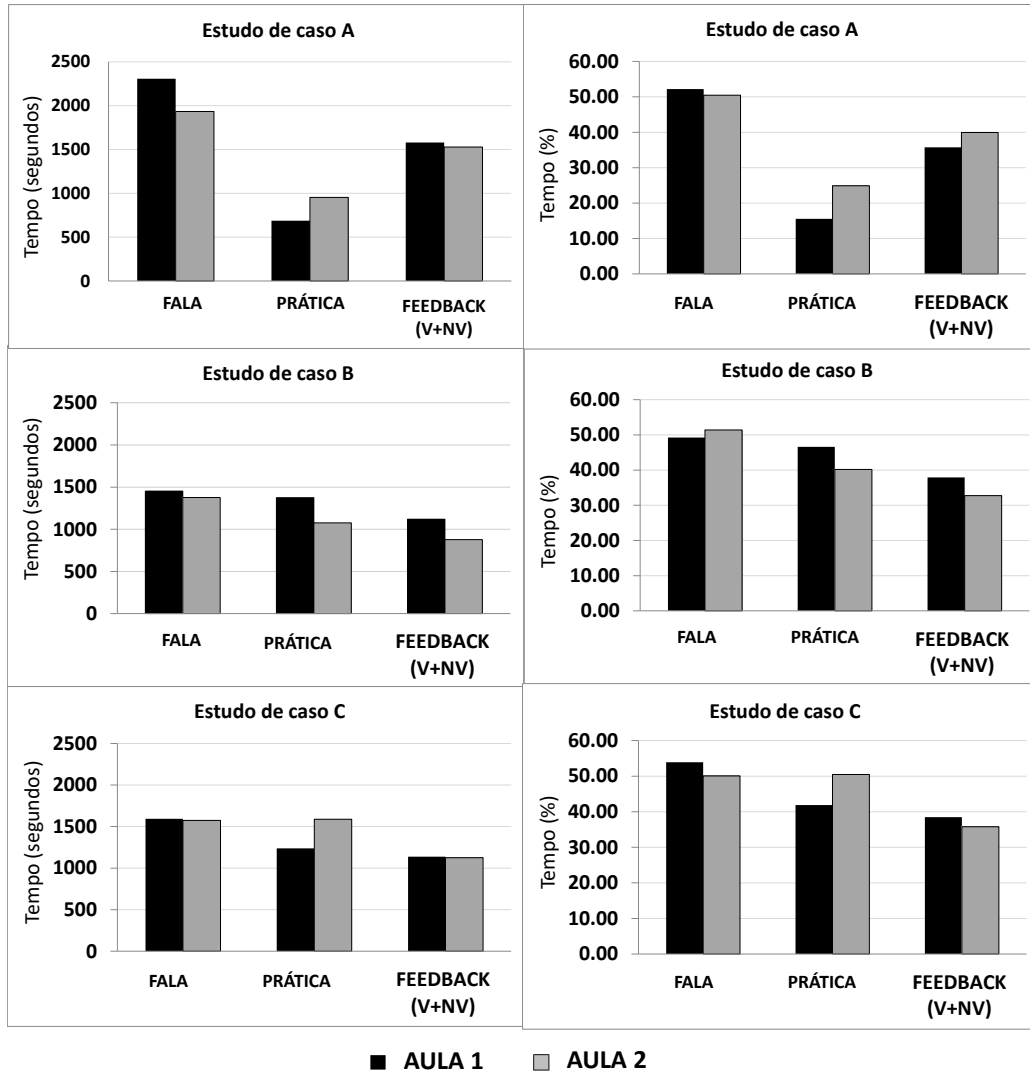 Estudo de caso A
Tempo (segundos)
2500
2000
1500
1000
500
0
FALA
PRÁTICA
FEEDBACK
(V+NV)
Estudo de caso A
Tempo (%)
60.00
50.00
40.00
30.00
20.00
10.00
0.00
FALA
PRÁTICA
FEEDBACK
(V+NV)
Estudo de caso B
Tempo (segundos)
2500
2000
1500
1000
500
0
FALA
PRÁTICA
FEEDBACK
(V+NV)
Estudo de caso B
Tempo (%)
60.00
50.00
40.00
30.00
20.00
10.00
0.00
FALA
PRÁTICA
FEEDBACK
(V+NV)
Estudo de caso C
Tempo (segundos)
2500
2000
1500
1000
500
0
FALA
PRÁTICA
FEEDBACK
(V+NV)
Estudo de caso C
Tempo (%)
60.00
50.00
40.00
30.00
20.00
10.00
0.00
FALA
PRÁTICA
FEEDBACK
(V+NV)
AULA 1
AULA 2